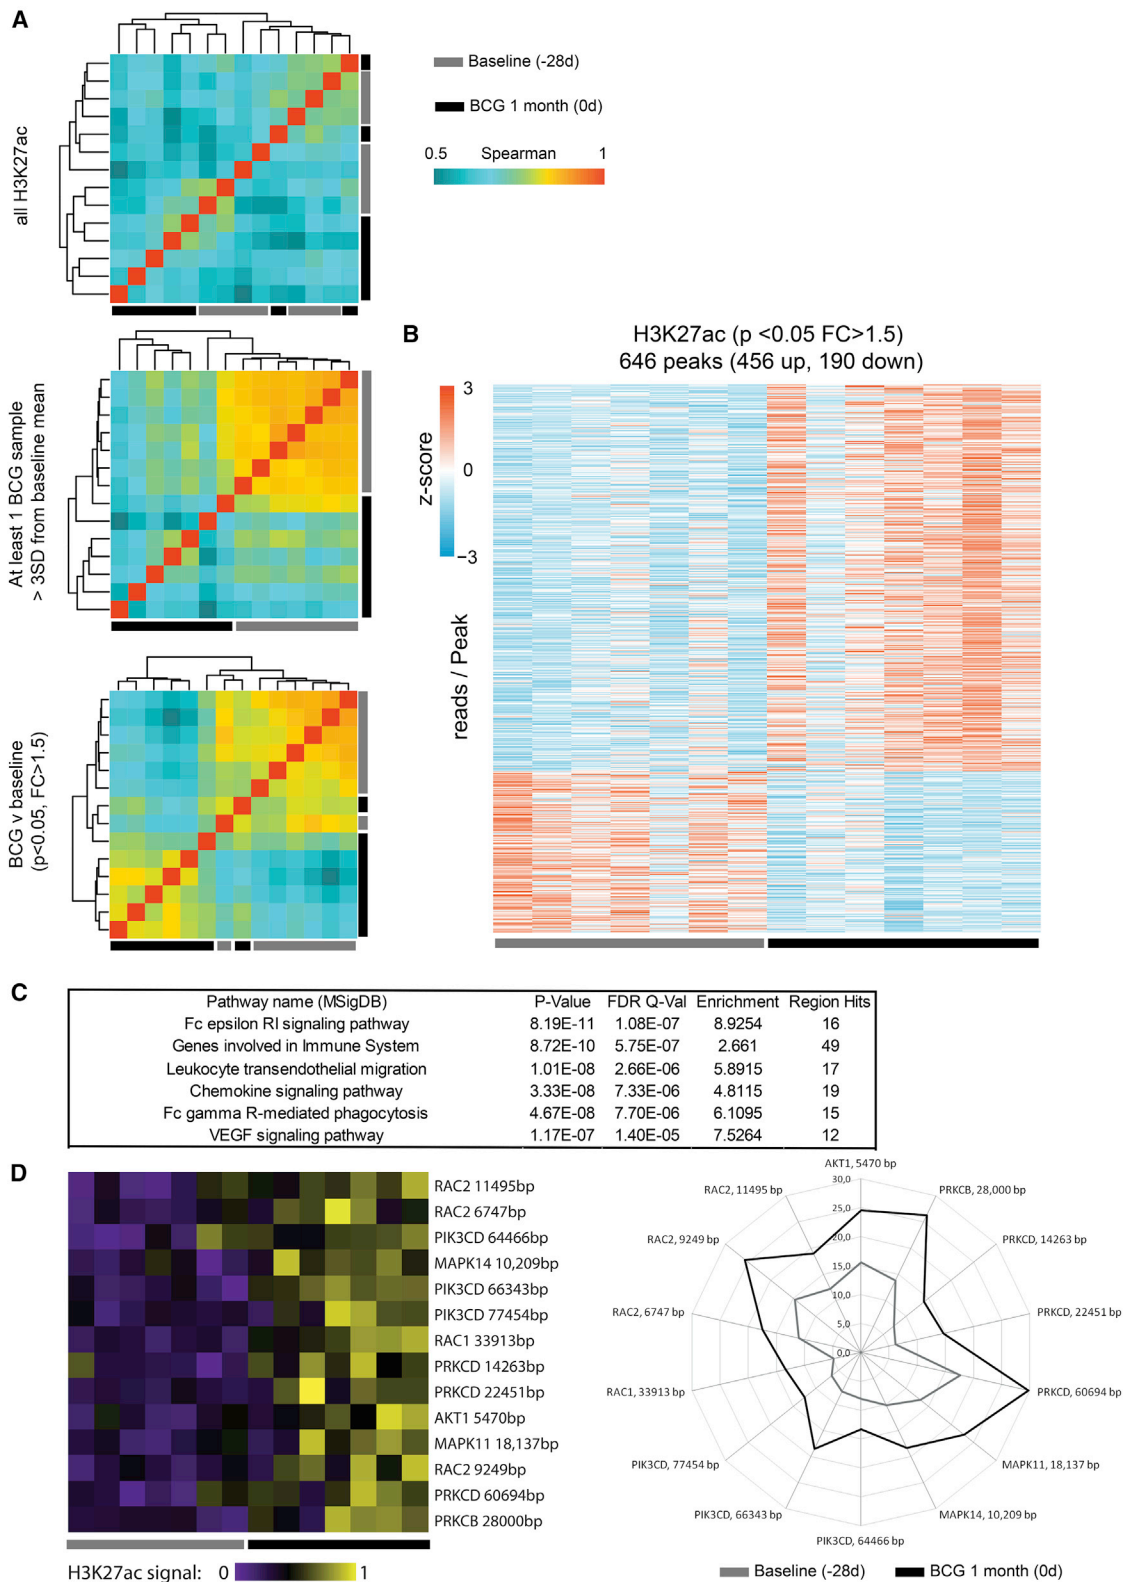 A
all H3K27ac
Baseline (-28d)
BCG 1 month (0d)
0.5 Spearman 1
At least 1 BCG sample
> 3SD from baseline mean
BCG v baseline
(p<0.05, FC>1.5)
B
H3K27ac (p <0.05 FC>1.5)
646 peaks (456 up, 190 down)
3
0
−3
z-score
reads / Peak
C
Pathway name (MSigDB) P-Value FDR Q-Val Enrichment Region Hits
Fc epsilon RI signaling pathway 8.19E-11 1.08E-07 8.9254 16
Genes involved in Immune System 8.72E-10 5.75E-07 2.661 49
Leukocyte transendothelial migration 1.01E-08 2.66E-06 5.8915 17
Chemokine signaling pathway 3.33E-08 7.33E-06 4.8115 19
Fc gamma R-mediated phagocytosis 4.67E-08 7.70E-06 6.1095 15
VEGF signaling pathway 1.17E-07 1.40E-05 7.5264 12
D
RAC2 11495bp
RAC2 6747bp
PIK3CD 64466bp
MAPK14 10,209bp
PIK3CD 66343bp
PIK3CD 77454bp
RAC1 33913bp
PRKCD 14263bp
PRKCD 22451bp
AKT1 5470bp
MAPK11 18,137bp
RAC2 9249bp
PRKCD 60694bp
PRKCB 28000bp
H3K27ac signal: 0 1
AKT1, 5470 bp
PRKCB, 28,000 bp
PRKCD, 14263 bp
PRKCD, 22451 bp
PRKCD, 60694 bp
MAPK11, 18,137 bp
MAPK14, 10,209 bp
PIK3CD, 64466 bp
PIK3CD, 66343 bp
PIK3CD, 77454 bp
RAC1, 33913 bp
RAC2, 6747 bp
RAC2, 9249 bp
RAC2, 11495 bp
30,0
25,0
20,0
15,0
10,0
5,0
0,0
Baseline (-28d)
BCG 1 month (0d)